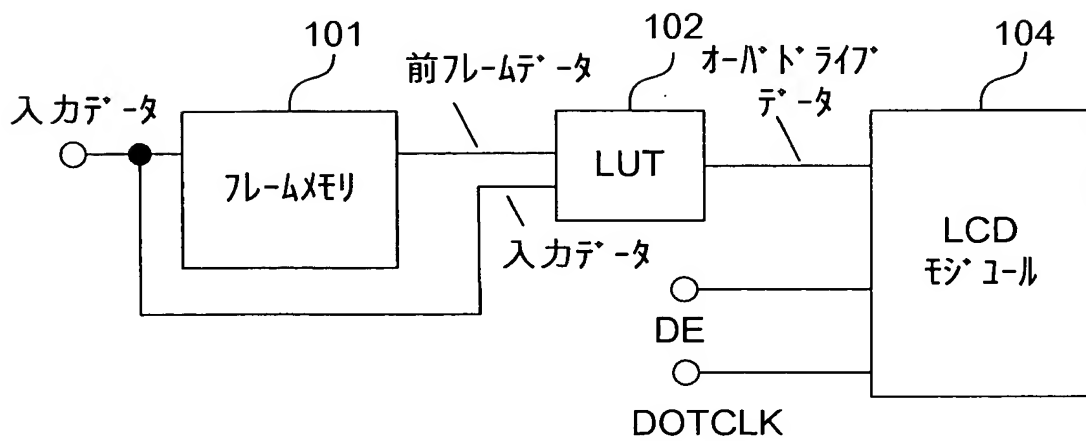 101
102
104
入力データ
前フレームデータ
オーバドライブ
データ
フレームメモリ
LUT
入力データ
LCD
モジュール
DE
DOTCLK